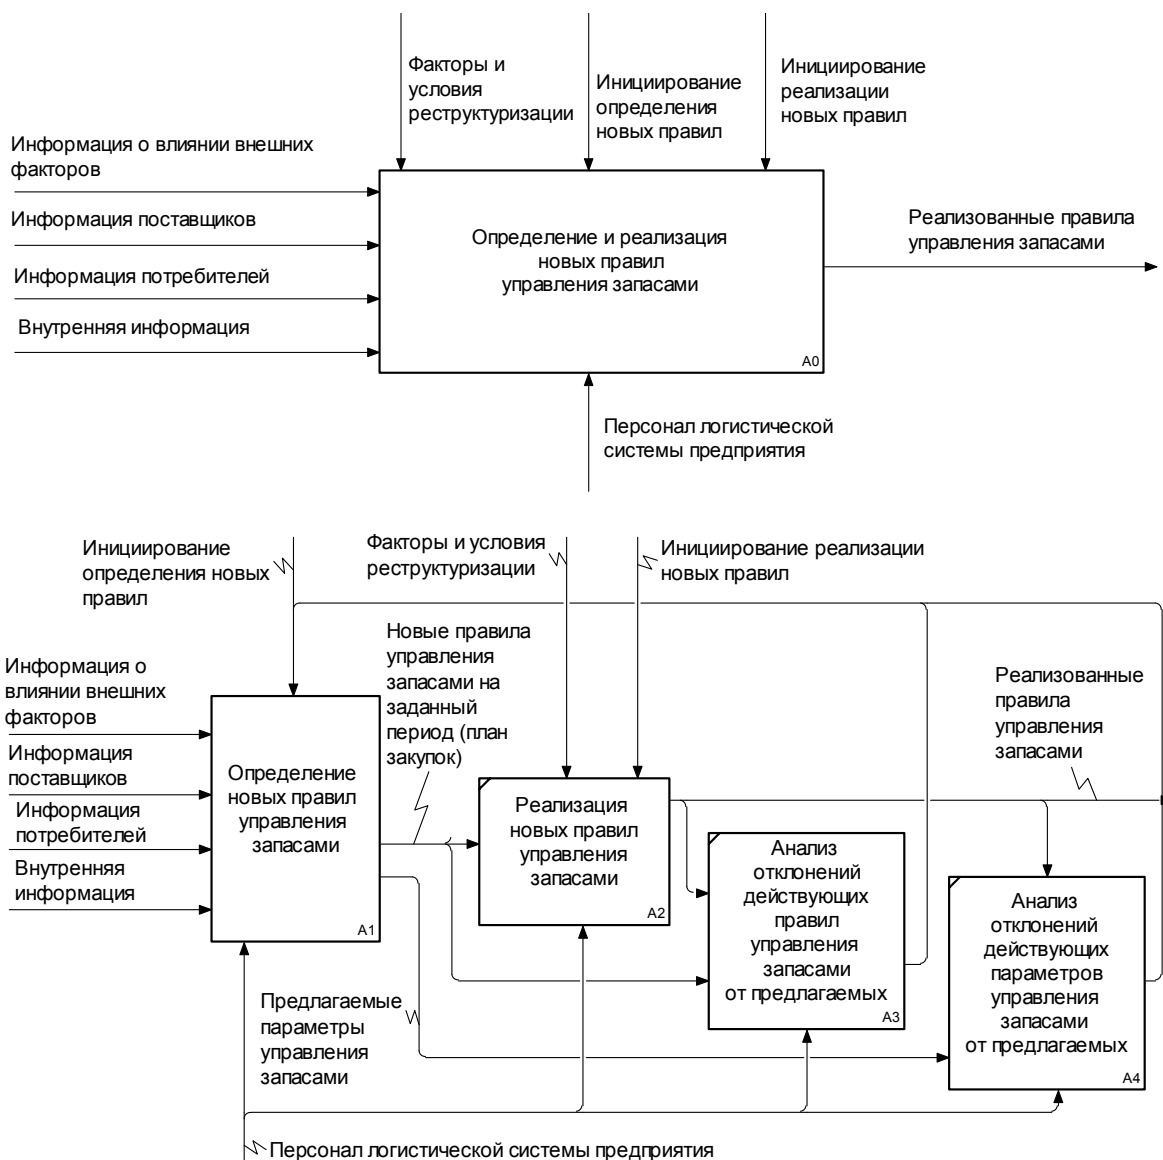 Факторы и
условия
реструктуризации
Инициирование
определения
новых правил
Инициирование
реализации
новых правил
Информация о влиянии внешних
факторов
Информация поставщиков
Информация потребителей
Внутренняя информация
Определение и реализация
новых правил
управления запасами
A0
Реализованные правила
управления запасами
Персонал логистической
системы предприятия
Инициирование
определения новых
правил
Факторы и условия
реструктуризации
Инициирование реализации
новых правил
Новые правила
управления
запасами на
заданный
период (план
закупок)
Информация о
влиянии внешних
факторов
Информация
поставщиков
Информация
потребителей
Внутренняя
информация
Определение
новых правил
управления
запасами
A1
Реализация
новых правил
управления
запасами
A2
Реализованные
правила
управления
запасами
Анализ
отклонений
действующих
правил
управления
запасами
от предлагаемых
A3
Анализ
отклонений
действующих
параметров
управления
запасами
от предлагаемых
A4
Предлагаемые
параметры
управления
запасами
Персонал логистической системы предприятия